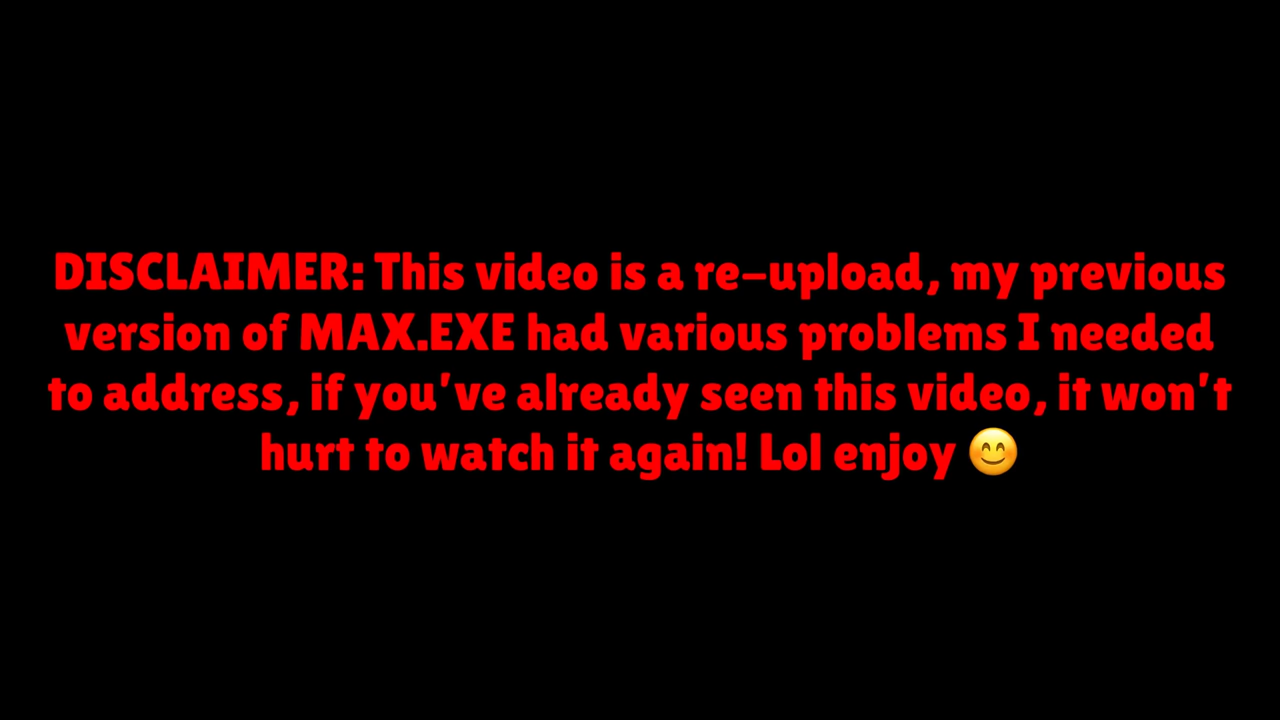 DISCLAIMER: This video is a re-upload, my previous
version of MAX.EXE had various problems I needed
to address, if you've already seen this video, it won't
hurt to watch it again! Lol enjoy 😊